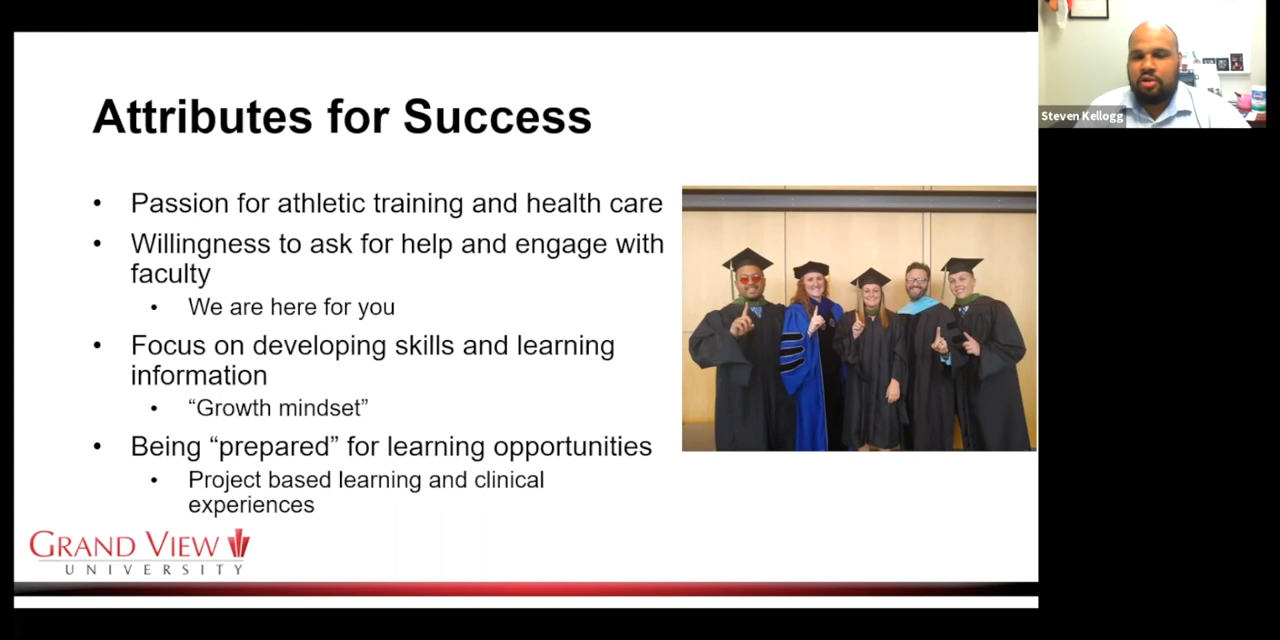 Attributes for Success
• Passion for athletic training and health care
• Willingness to ask for help and engage with
faculty
• We are here for you
• Focus on developing skills and learning
information
• “Growth mindset”
• Being “prepared” for learning opportunities
• Project based learning and clinical
experiences
GRAND VIEW
UNIVERSITY
Steven Kellogg